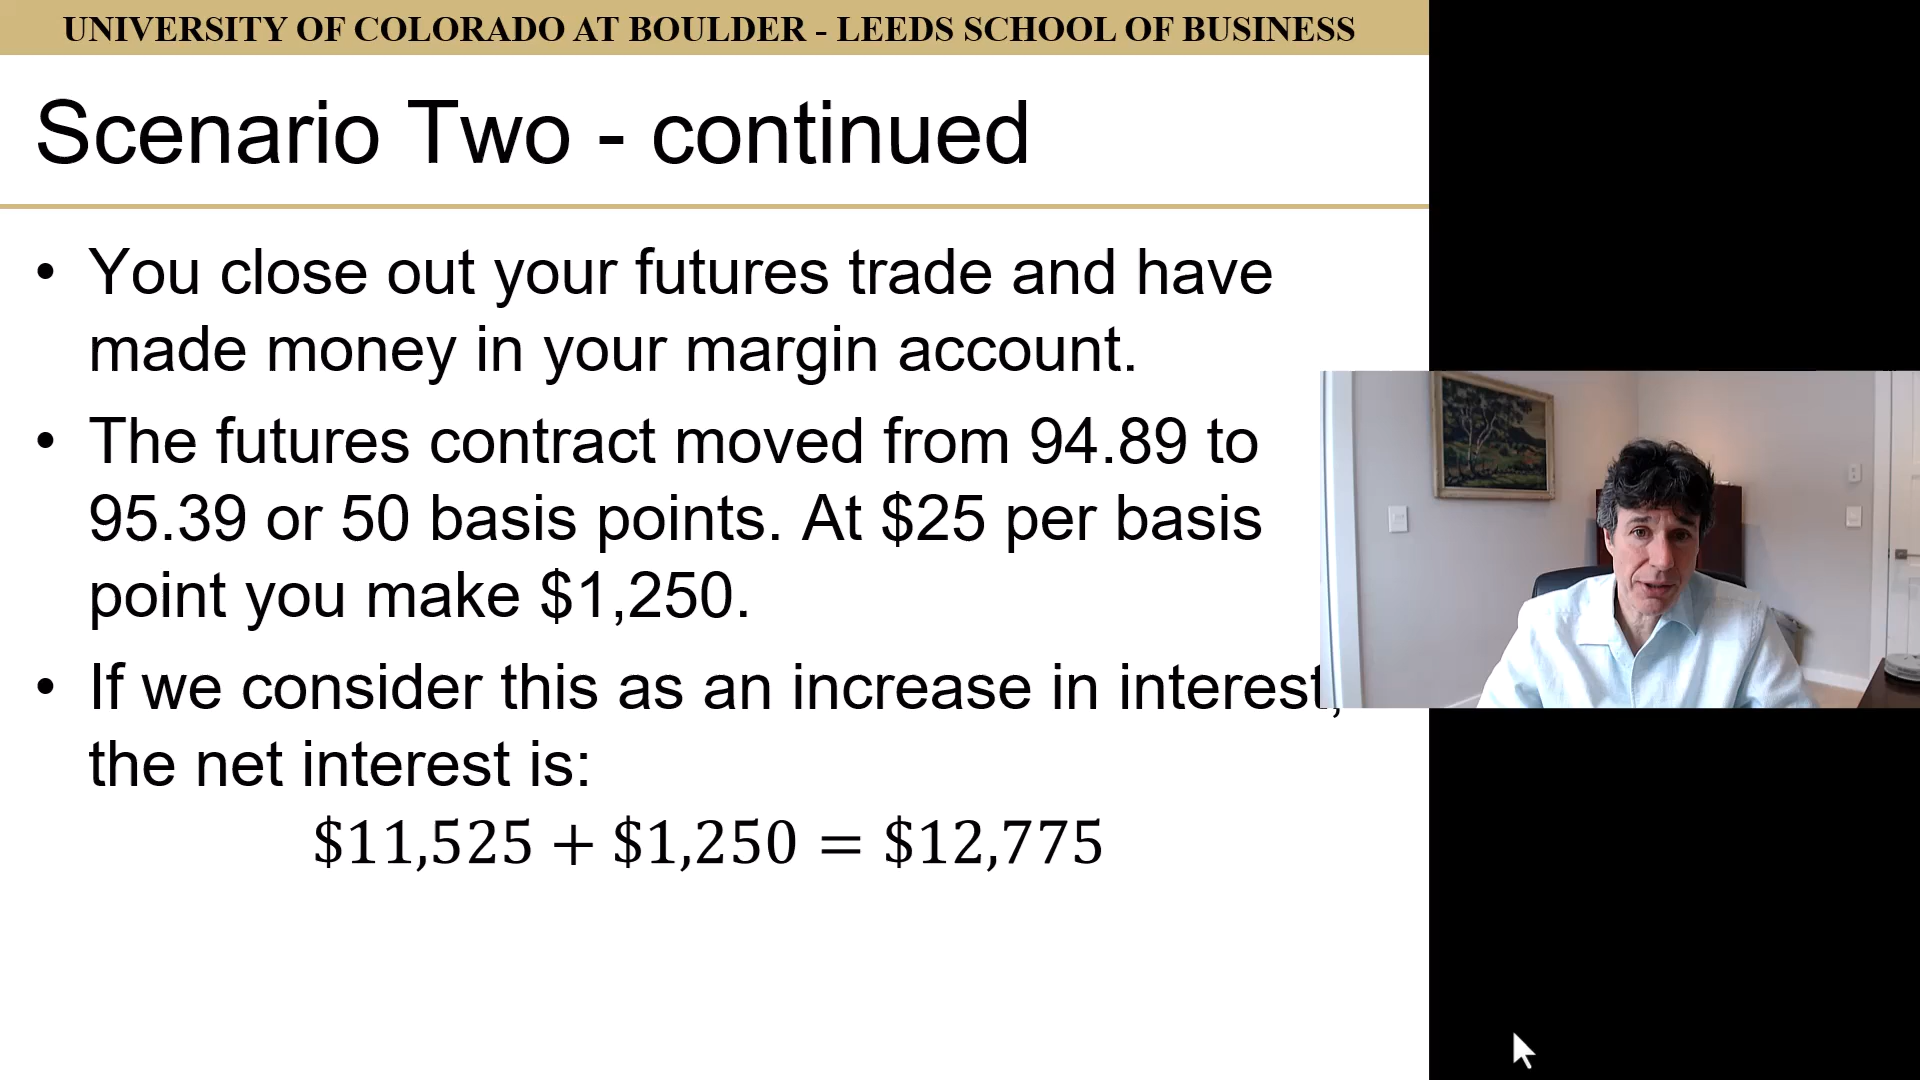 UNIVERSITY OF COLORADO AT BOULDER - LEEDS SCHOOL OF BUSINESS
Scenario Two - continued
• You close out your futures trade and have
made money in your margin account.
• The futures contract moved from 94.89 to
95.39 or 50 basis points. At $25 per basis
point you make $1,250.
• If we consider this as an increase in interest,
the net interest is:
$11,525 + $1,250 = $12,775